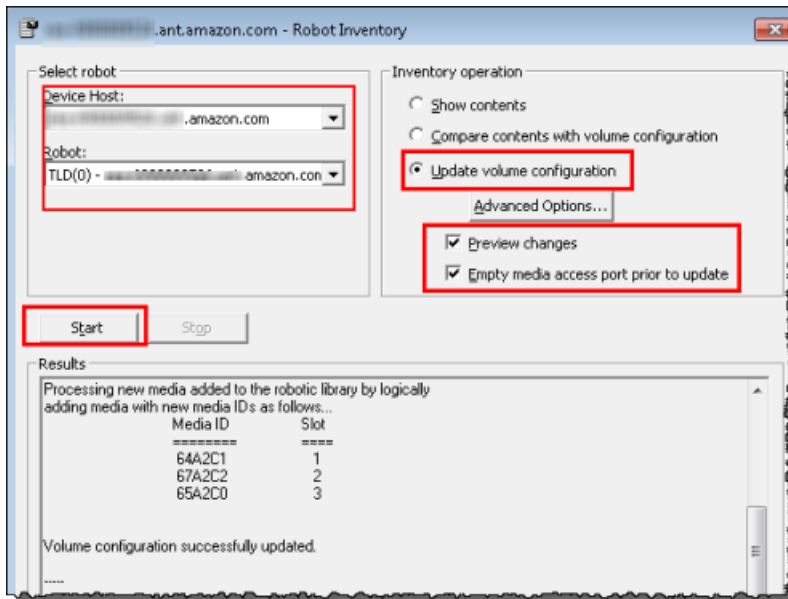 .ant.amazon.com - Robot Inventory
Select robot
Device Host:
.amazon.com
Robot:
TLD(0) - amazon.con
Inventory operation
Show contents
Compare contents with volume configuration
Update volume configuration
Advanced Options...
Preview changes
Empty media access port prior to update
Start
Stop
Results
Processing new media added to the robotic library by logically
adding media with new media IDs as follows...
Media ID Slot
======== ====
64A2C1 1
67A2C2 2
65A2C0 3
Volume configuration successfully updated.
-----